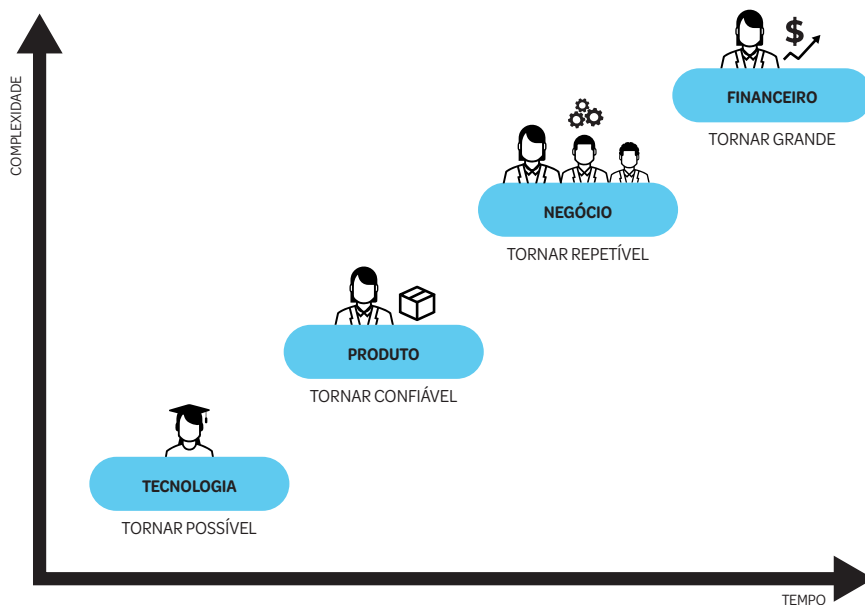 COMPLEXIDADE
$
FINANCEIRO
TORNAR GRANDE
NEGÓCIO
TORNAR REPETÍVEL
PRODUTO
TORNAR CONFIÁVEL
TECNOLOGIA
TORNAR POSSÍVEL
TEMPO